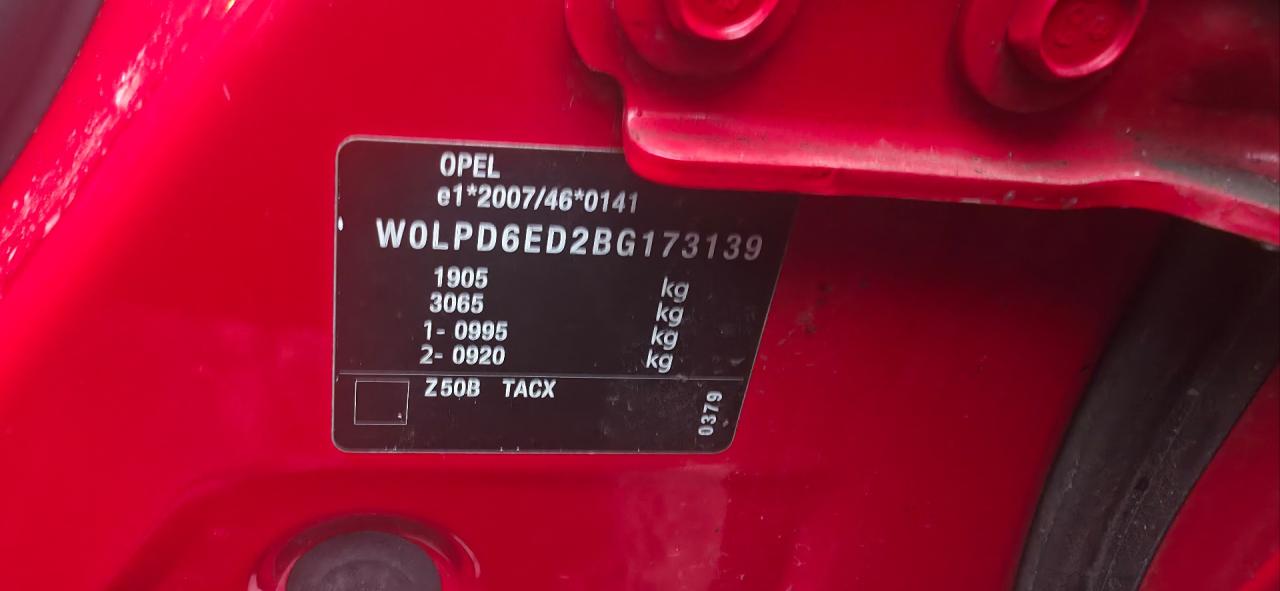 OPEL
e1*2007/46*0141
W0LPD6ED2BG173139
1905 kg
3065 kg
1- 0995 kg
2- 0920 kg
Z50B TACX
0379